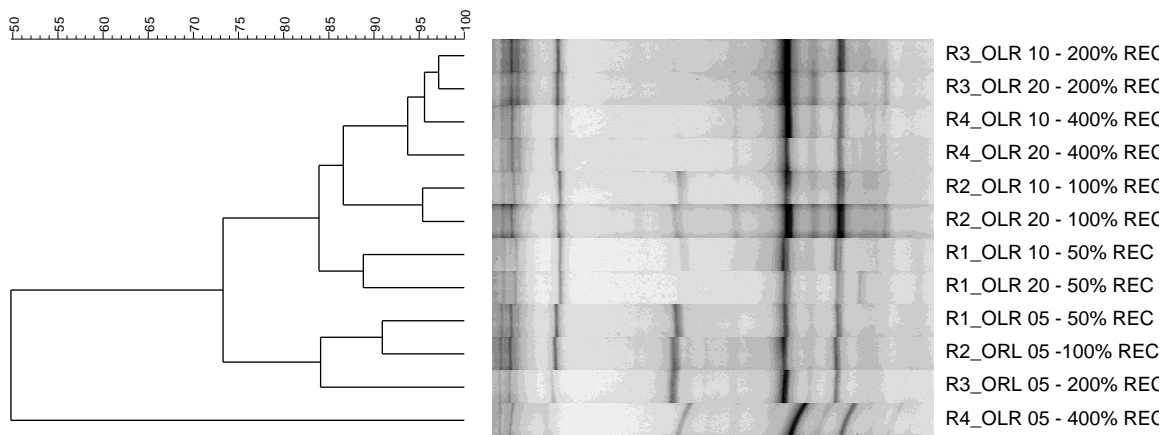 50 55 60 65 70 75 80 85 90 95 100
R3_OLR 10 - 200% REC
R3_OLR 20 - 200% REC
R4_OLR 10 - 400% REC
R4_OLR 20 - 400% REC
R2_OLR 10 - 100% REC
R2_OLR 20 - 100% REC
R1_OLR 10 - 50% REC
R1_OLR 20 - 50% REC
R1_OLR 05 - 50% REC
R2_ORL 05 -100% REC
R3_ORL 05 - 200% REC
R4_OLR 05 - 400% REC